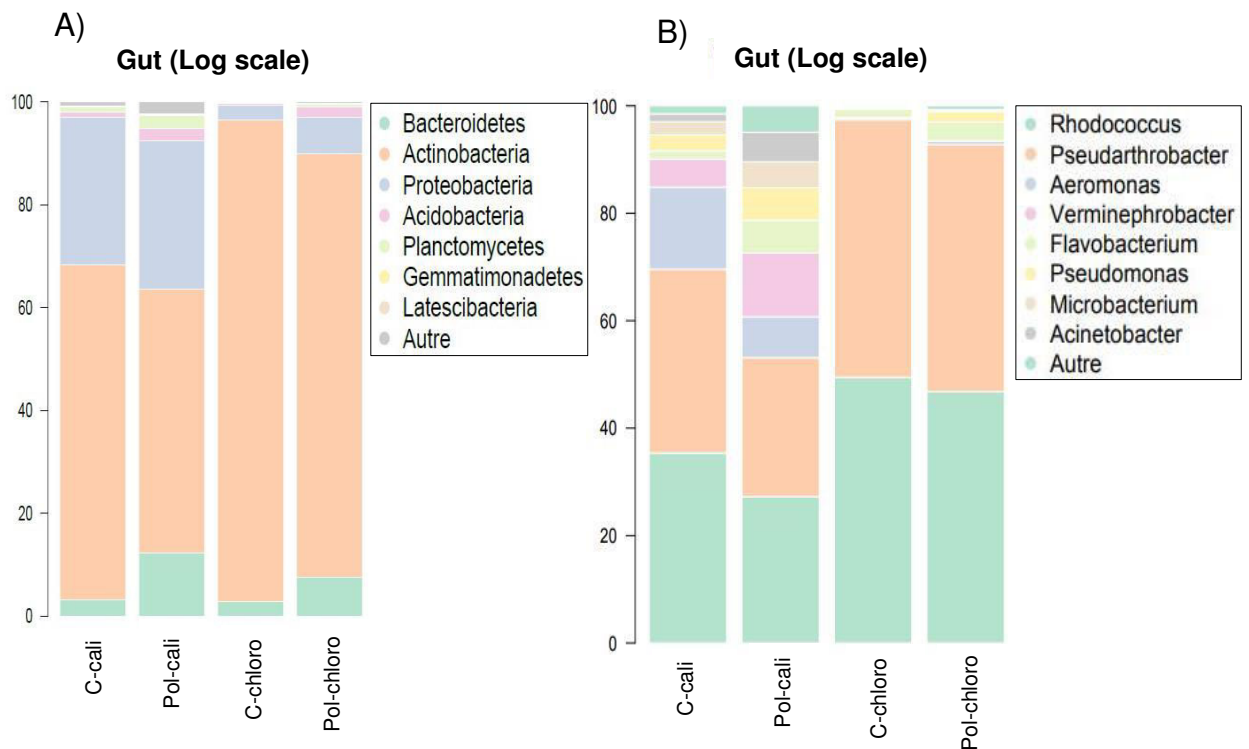 A)
Gut (Log scale)
100
80
60
40
20
0
C-cali
Pol-cali
C-chloro
Pol-chloro
Bacteroidetes
Actinobacteria
Proteobacteria
Acidobacteria
Planctomycetes
Gemmatimonadetes
Latescibacteria
Autre
B)
Gut (Log scale)
100
80
60
40
20
0
C-cali
Pol-cali
C-chloro
Pol-chloro
Rhodococcus
Pseudarthrobacter
Aeromonas
Verminephrobacter
Flavobacterium
Pseudomonas
Microbacterium
Acinetobacter
Autre